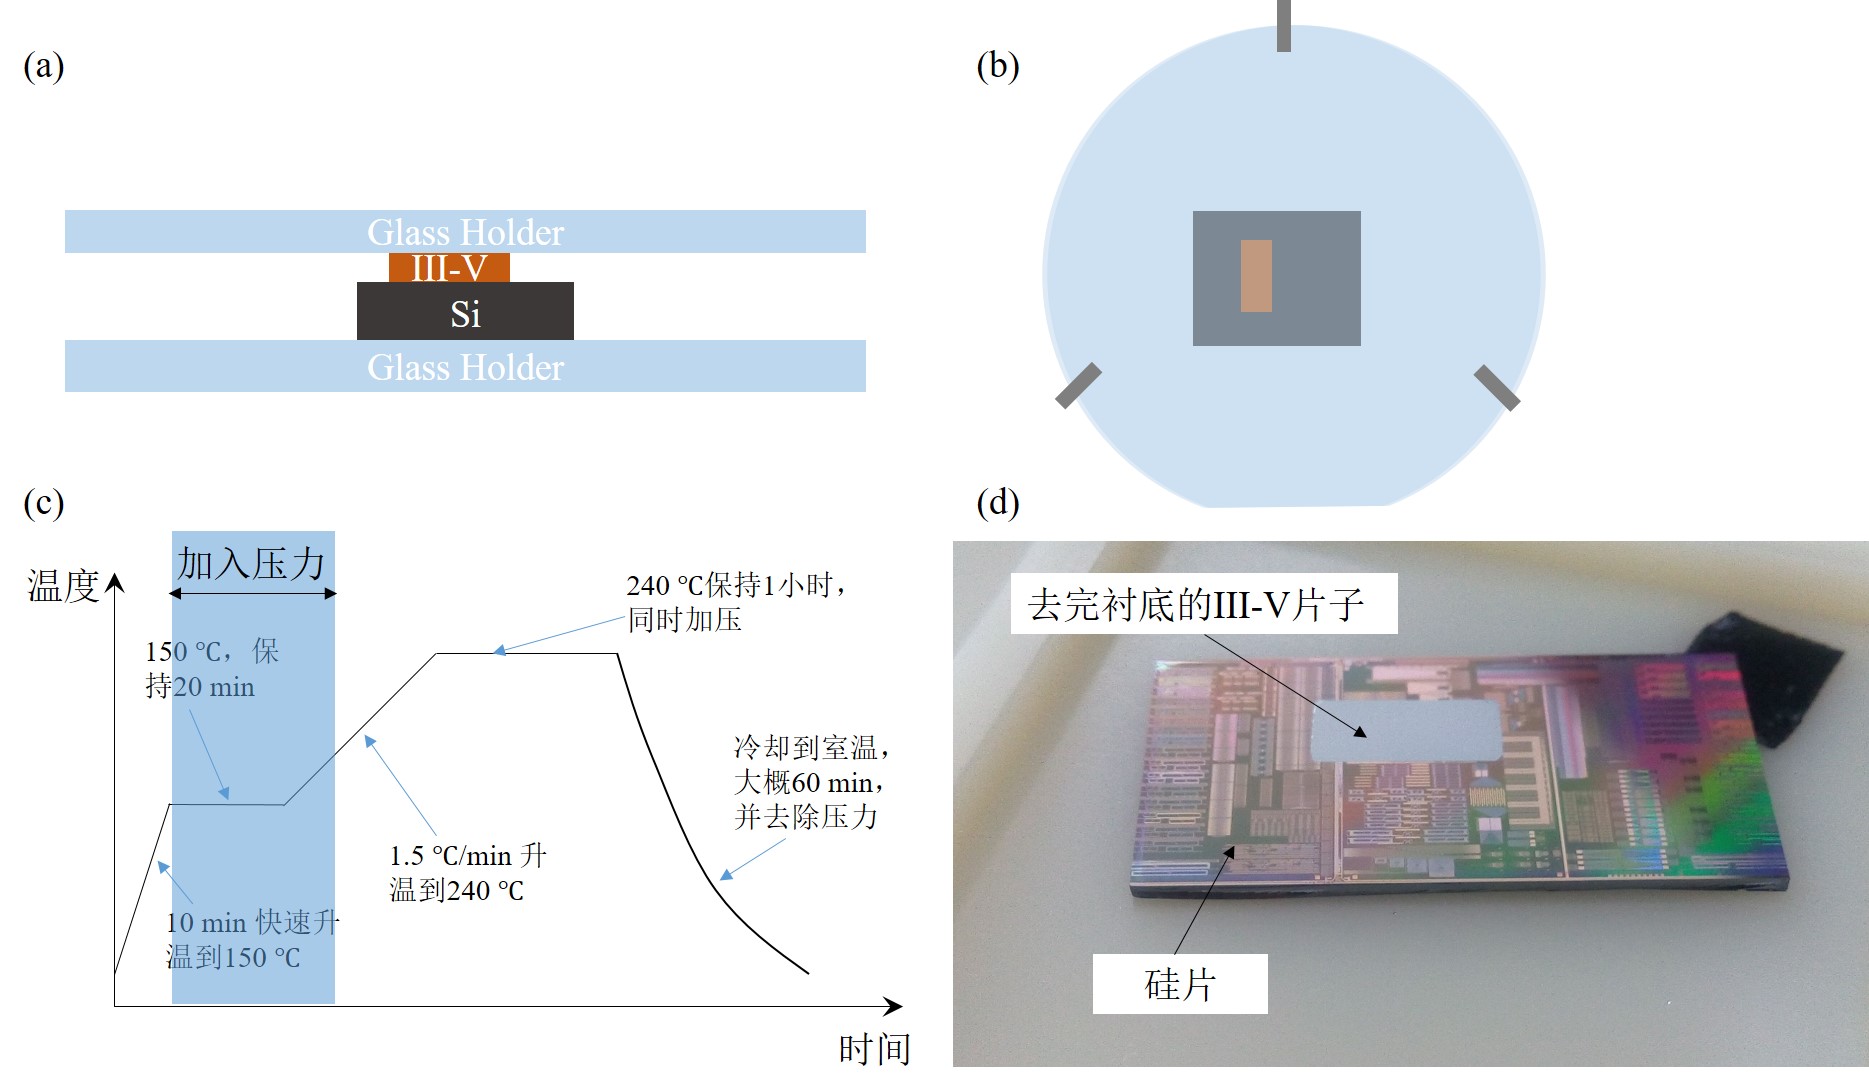 (a)
Glass Holder
III-V
Si
Glass Holder
(b)
(c)
温度
加入压力
150 ℃，保
持20 min
10 min 快速升
温到150 ℃
240 ℃保持1小时，
同时加压
1.5 ℃/min 升
温到240 ℃
冷却到室温，
大概60 min，
并去除压力
时间
(d)
去完衬底的III-V片子
硅片